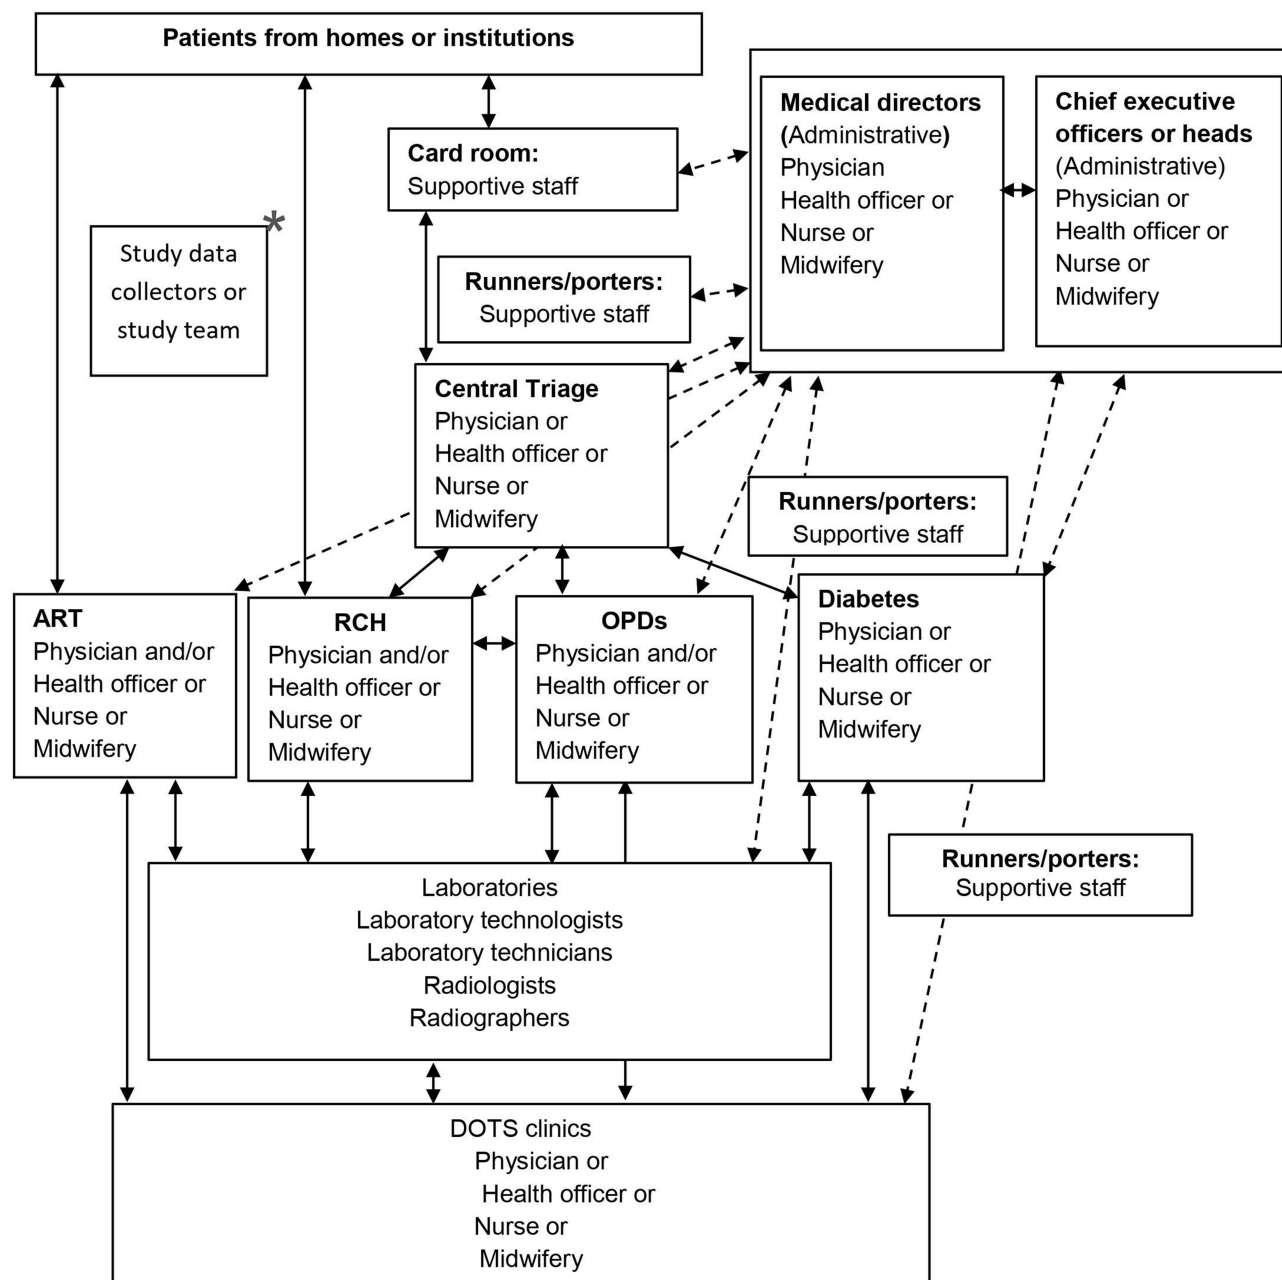 Patients from homes or institutions
Medical directors
(Administrative)
Physician
Health officer or
Nurse or
Midwifery
Chief executive
officers or heads
(Administrative)
Physician or
Health officer or
Nurse or
Midwifery
Card room:
Supportive staff
*
Study data
collectors or
study team
Runners/porters:
Supportive staff
Central Triage
Physician or
Health officer or
Nurse or
Midwifery
Runners/porters:
Supportive staff
ART
Physician and/or
Health officer or
Nurse or
Midwifery
RCH
Physician and/or
Health officer or
Nurse or
Midwifery
OPDs
Physician and/or
Health officer or
Nurse or
Midwifery
Diabetes
Physician or
Health officer or
Nurse or
Midwifery
Runners/porters:
Supportive staff
Laboratories
Laboratory technologists
Laboratory technicians
Radiologists
Radiographers
DOTS clinics
Physician or
Health officer or
Nurse or
Midwifery